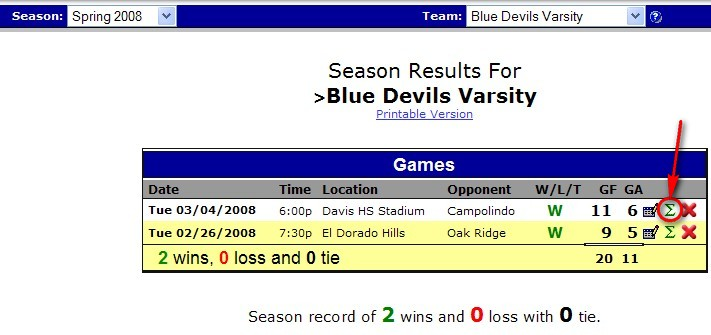 Season: Spring 2008 Team: Blue Devils Varsity ?
Season Results For
>Blue Devils Varsity
Printable Version
Games
Date Time Location Opponent W/L/T GF GA
Tue 03/04/2008 6:00p Davis HS Stadium Campolindo W 11 6 Σ
Tue 02/26/2008 7:30p El Dorado Hills Oak Ridge W 9 5 Σ
2 wins, 0 loss and 0 tie 20 11
Season record of 2 wins and 0 loss with 0 tie.